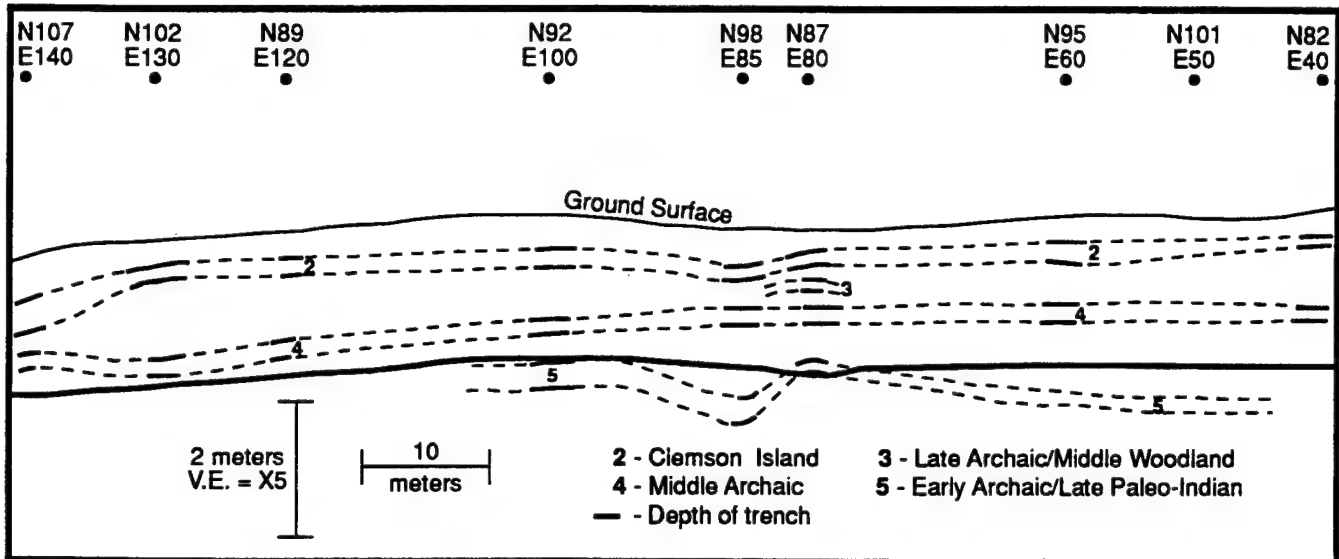 N107 N102 N89 N92 N98 N87 N95 N101 N82
E140 E130 E120 E100 E85 E80 E60 E50 E40
Ground Surface
2
2
3
4
4
5
5
2 meters
V.E. = X5
10
meters
2 - Clemson Island
4 - Middle Archaic
- Depth of trench
3 - Late Archaic/Middle Woodland
5 - Early Archaic/Late Paleo-Indian